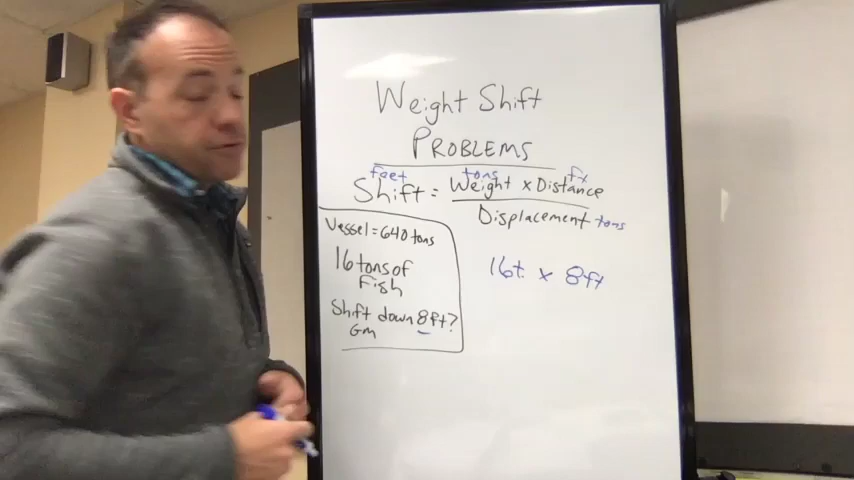 Weight Shift
PROBLEMS
feet tons ft
Shift = Weight x Distance
Displacement tons
Vessel = 640 tons
16 tons of
Fish
Shift down 8ft?
Gm
16t. x 8ft